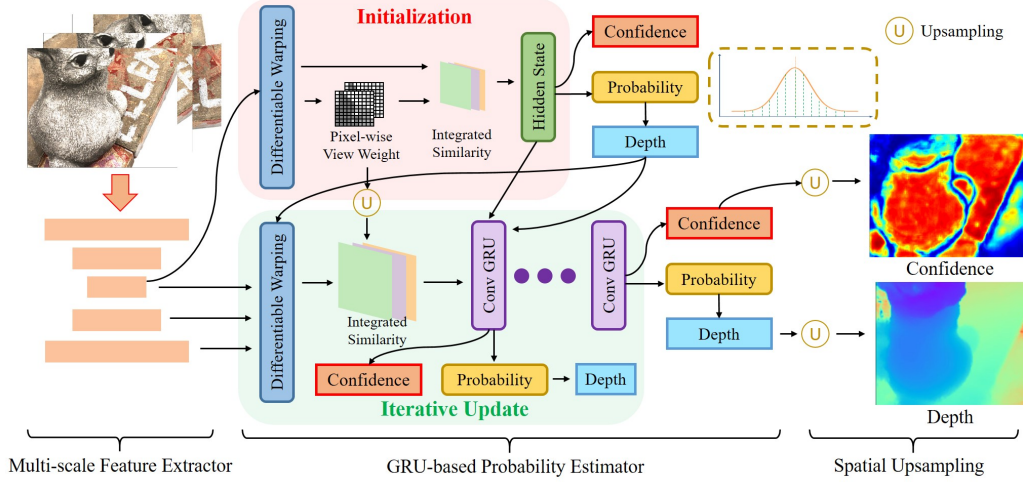 Initialization
Differentiable Warping
Pixel-wise
View Weight
Integrated
Similarity
Hidden State
Confidence
Probability
Depth
U Upsampling
U
Differentiable Warping
Integrated
Similarity
Conv GRU
Conv GRU
Confidence
Probability
Depth
Iterative Update
Confidence
Probability
Depth
U
U
Confidence
Depth
Multi-scale Feature Extractor
GRU-based Probability Estimator
Spatial Upsampling